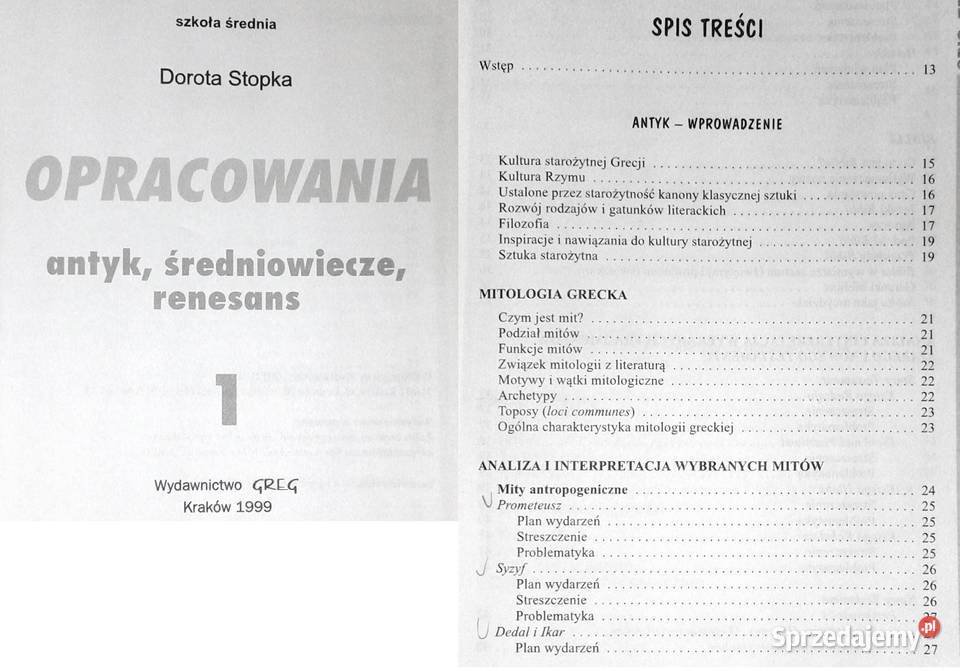 szkoła średnia
Dorota Stopka
OPRACOWANIA
antyk, średniowiecze,
renesans
1
Wydawnictwo GREG
Kraków 1999
SPIS TREŚCI
Wstęp 13
ANTYK – WPROWADZENIE
Kultura starożytnej Grecji 15
Kultura Rzymu 16
Ustalone przez starożytność kanony klasycznej sztuki 16
Rozwój rodzajów i gatunków literackich 17
Filozofia 17
Inspiracje i nawiązania do kultury starożytnej 19
Sztuka starożytna 19
MITOLOGIA GRECKA
Czym jest mit? 21
Podział mitów 21
Funkcje mitów 21
Związek mitologii z literaturą 22
Motywy i wątki mitologiczne 22
Archetypy 22
Toposy (loci communes) 23
Ogólna charakterystyka mitologii greckiej 23
ANALIZA I INTERPRETACJA WYBRANYCH MITÓW
Mity antropogeniczne 24
Prometeusz 25
Plan wydarzeń 25
Streszczenie 25
Problematyka 25
Syzyf 26
Plan wydarzeń 26
Streszczenie 26
Problematyka 27
Dedal i Ikar
Plan wydarzeń 27
Sprzedajemy.pl